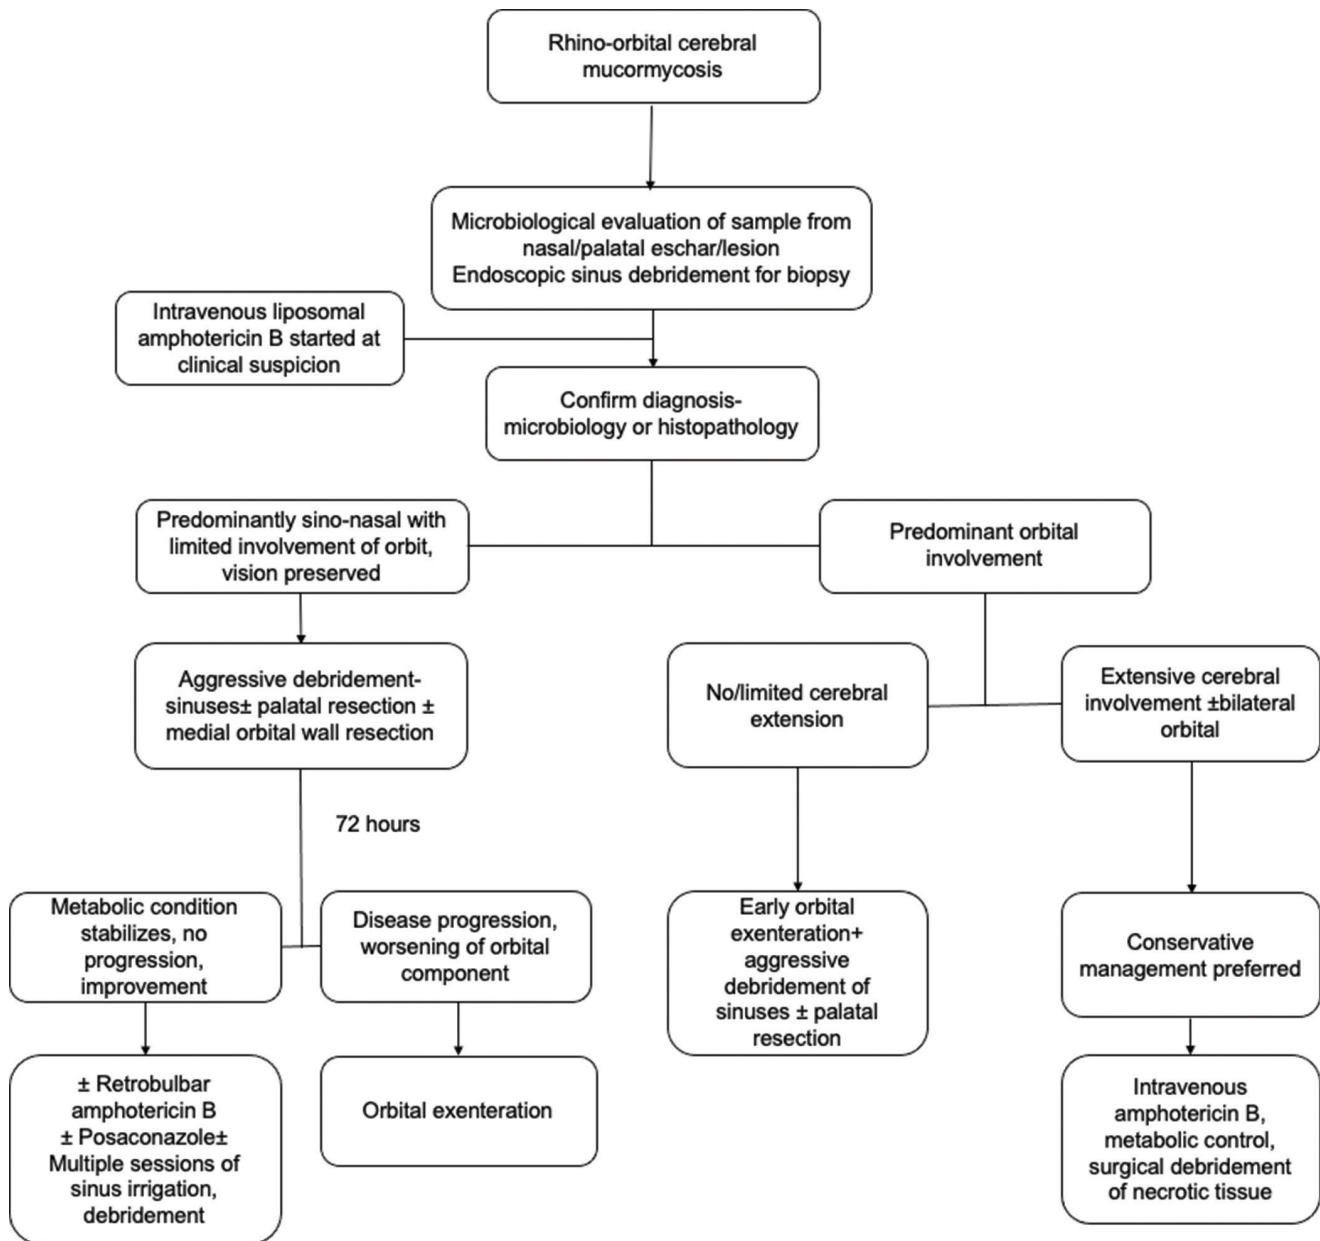 Rhino-orbital cerebral
mucormycosis
Microbiological evaluation of sample from
nasal/palatal eschar/lesion
Endoscopic sinus debridement for biopsy
Intravenous liposomal
amphotericin B started at
clinical suspicion
Confirm diagnosis-
microbiology or histopathology
Predominantly sino-nasal with
limited involvement of orbit,
vision preserved
Predominant orbital
involvement
Aggressive debridement-
sinuses± palatal resection ±
medial orbital wall resection
No/limited cerebral
extension
Extensive cerebral
involvement ±bilateral
orbital
72 hours
Metabolic condition
stabilizes, no
progression,
improvement
Disease progression,
worsening of orbital
component
Early orbital
exenteration+
aggressive
debridement of
sinuses ± palatal
resection
Conservative
management preferred
± Retrobulbar
amphotericin B
± Posaconazole±
Multiple sessions of
sinus irrigation,
debridement
Orbital exenteration
Intravenous
amphotericin B,
metabolic control,
surgical debridement
of necrotic tissue